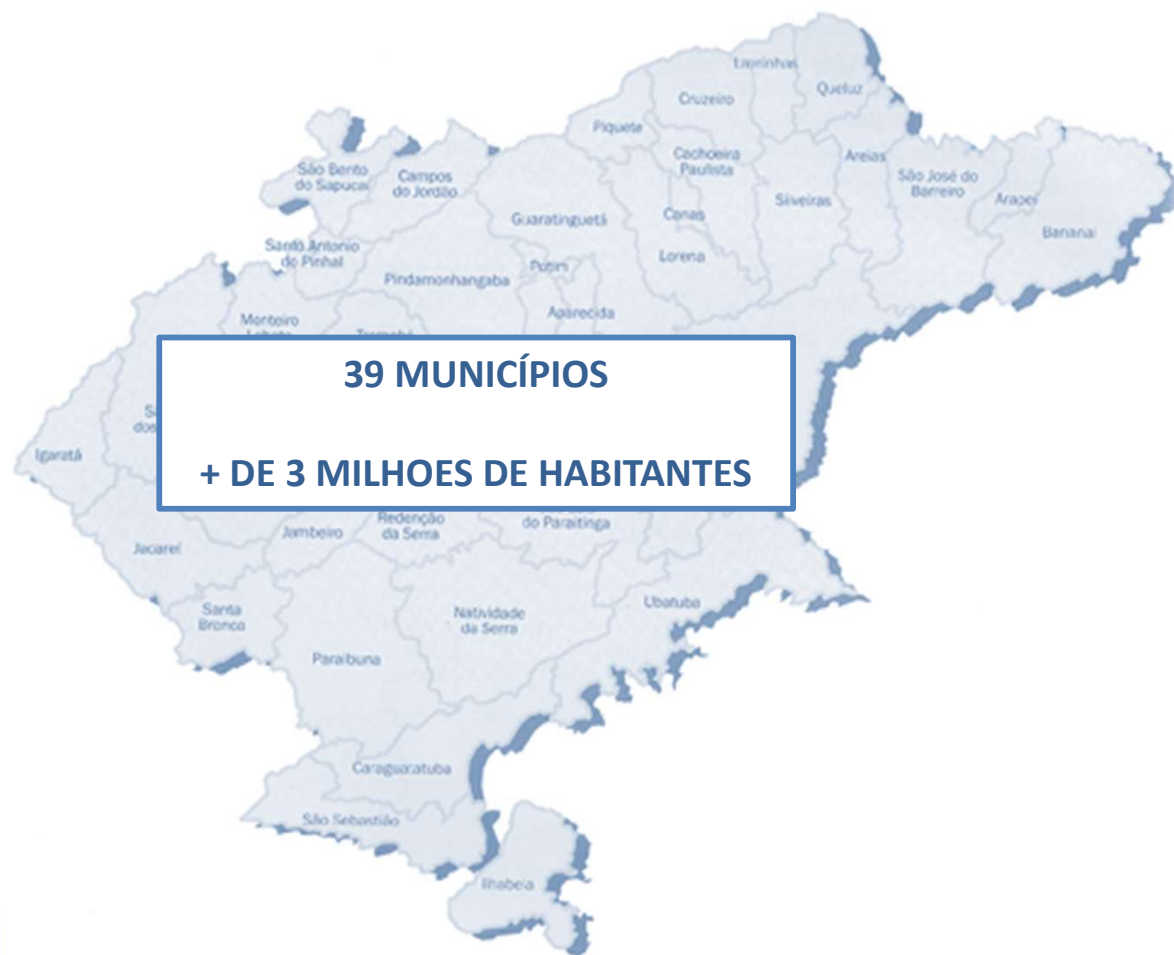 Lavrinhas
Queluz
Cruzeiro
Piquete
Cachoeira
Paulista
Areias
São Bento
do Sapucaí
Campos
do Jordão
São José do
Barreiro
Arapeí
Silveiras
Canas
Guaratinguetá
Bananal
Santo Antonio
do Pinhal
Lorena
Potim
Pindamonhangaba
Aparecida
Monteiro
39 MUNICÍPIOS
+ DE 3 MILHOES DE HABITANTES
Igaratá
Redenção
da Serra
do Paraitinga
Jambeiro
Jacareí
Santa
Branca
Natividade
da Serra
Ubatuba
Paraibuna
Caraguaratuba
São Sebastião
Ilhabela